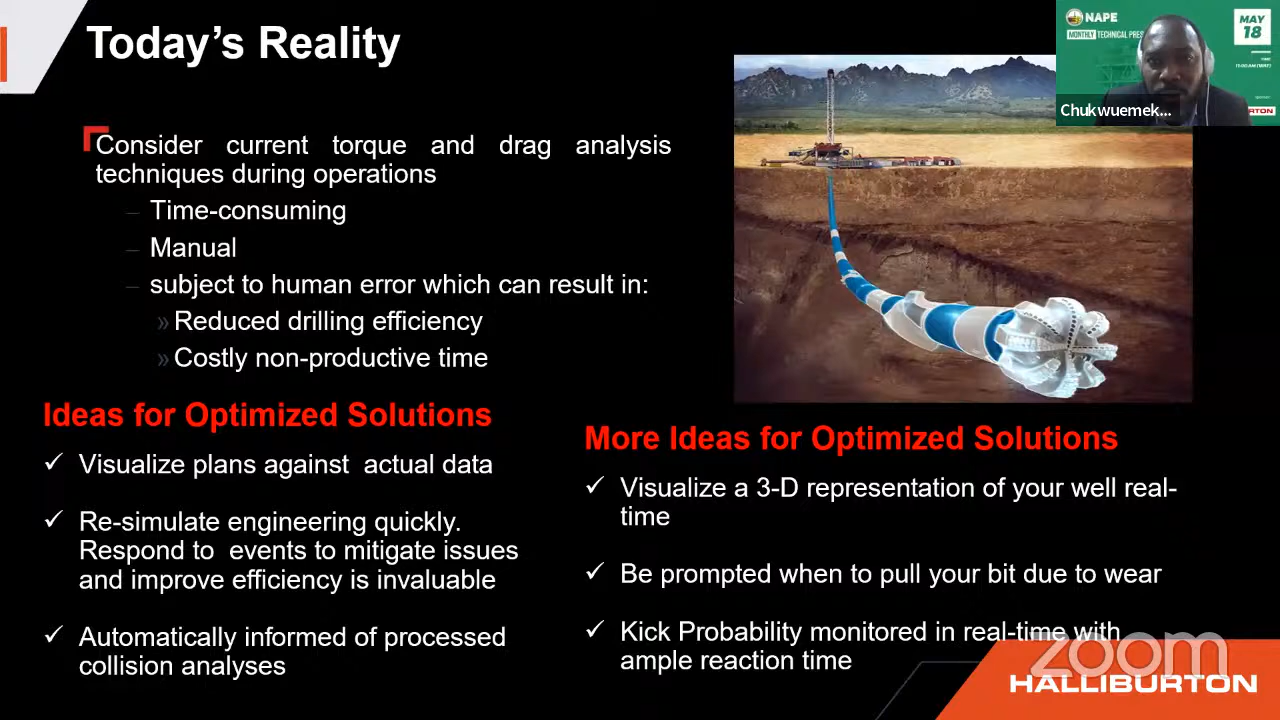 Today's Reality
Consider current torque and drag analysis
techniques during operations
– Time-consuming
– Manual
– subject to human error which can result in:
» Reduced drilling efficiency
» Costly non-productive time
Ideas for Optimized Solutions
✓ Visualize plans against actual data
✓ Re-simulate engineering quickly.
Respond to events to mitigate issues
and improve efficiency is invaluable
✓ Automatically informed of processed
collision analyses
More Ideas for Optimized Solutions
✓ Visualize a 3-D representation of your well real-
time
✓ Be prompted when to pull your bit due to wear
✓ Kick Probability monitored in real-time with
ample reaction time
NAPE
MONTHLY TECHNICAL PRES
MAY
18
Chukwuemek...
zoom
HALLIBURTON